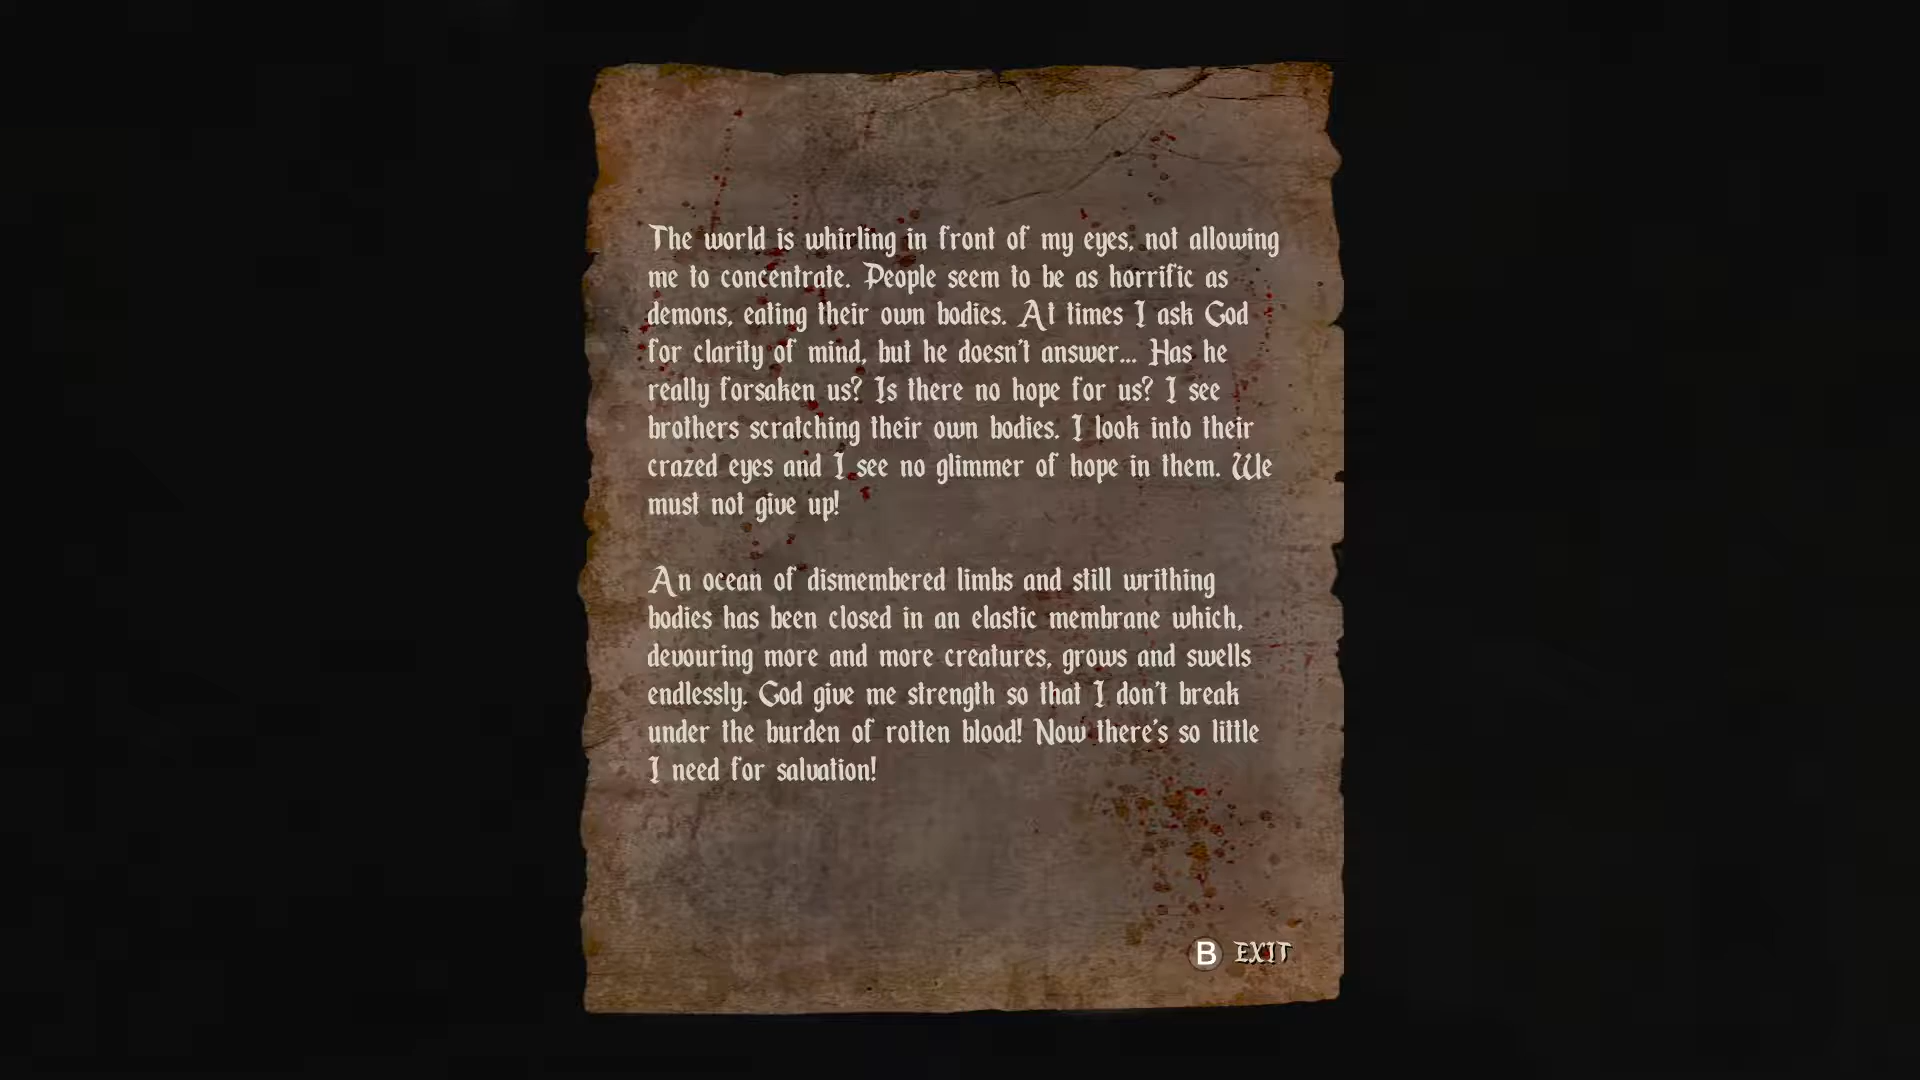 The world is whirling in front of my eyes, not allowing
me to concentrate. People seem to be as horrific as
demons, eating their own bodies. At times I ask God
for clarity of mind, but he doesn't answer... Has he
really forsaken us? Is there no hope for us? I see
brothers scratching their own bodies. I look into their
crazed eyes and I see no glimmer of hope in them. We
must not give up!
An ocean of dismembered limbs and still writhing
bodies has been closed in an elastic membrane which,
devouring more and more creatures, grows and swells
endlessly. God give me strength so that I don't break
under the burden of rotten blood! Now there's so little
I need for salvation!
B EXIT